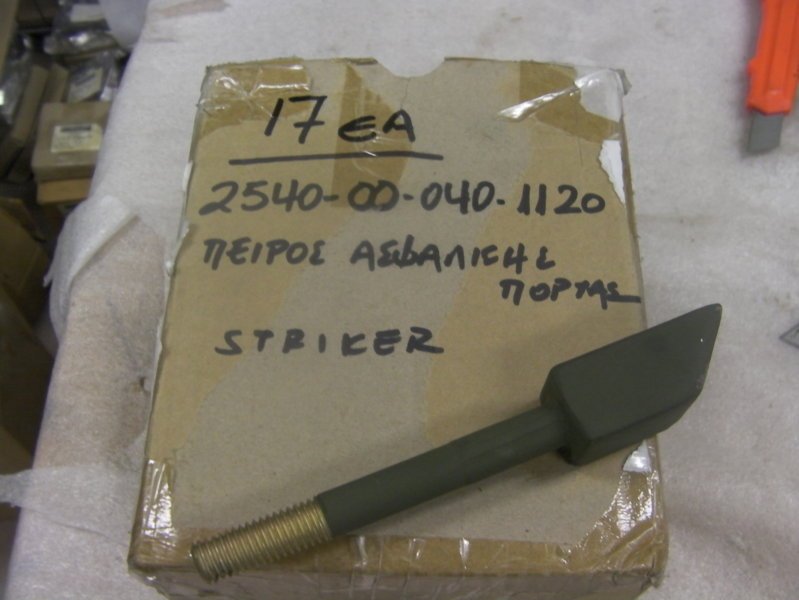 17 EA
2540-00-040-1120
ΠΕΙΡΟΣ ΑΣΦΑΛΙΣΗΣ
ΠΟΡΤΑΣ
STRIKER